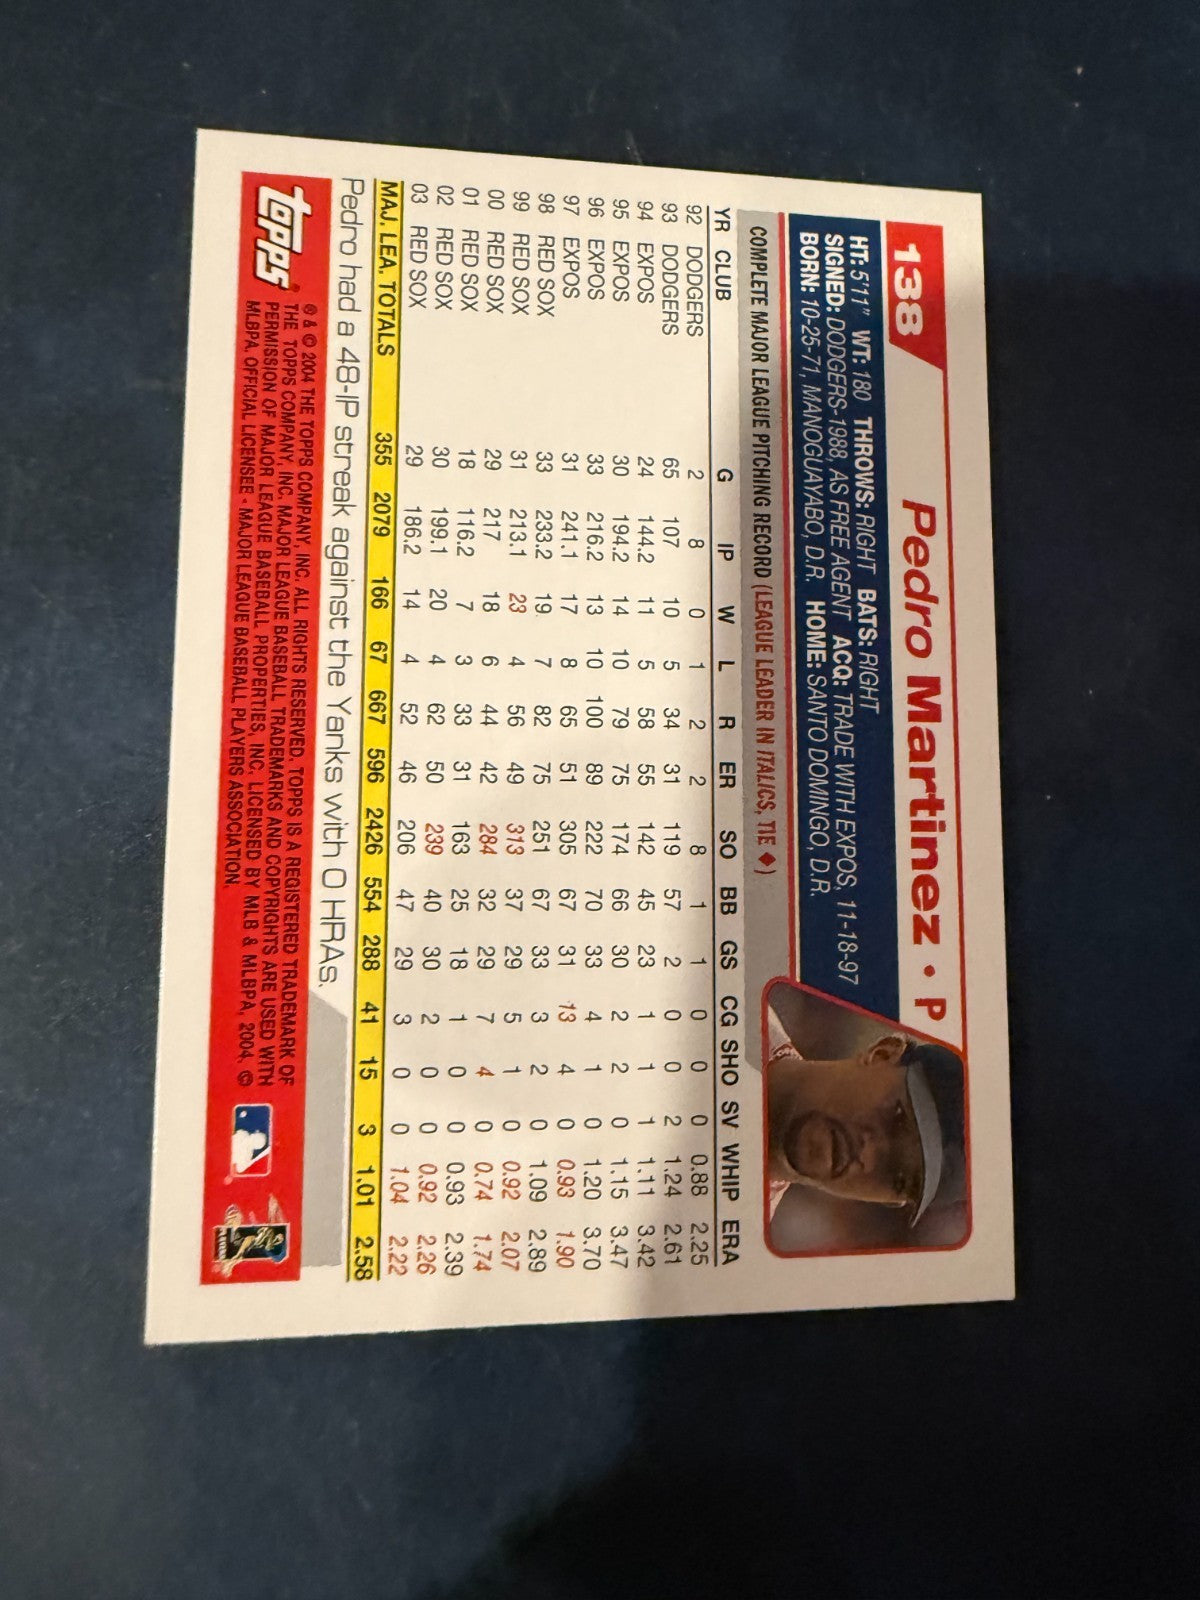 138
Pedro Martinez • P
HT: 5'11" WT: 180 THROWS: RIGHT BATS: RIGHT
SIGNED: DODGERS-1988, AS FREE AGENT ACQ: TRADE WITH EXPOS, 11-18-97
BORN: 10-25-71, MANOGUAYABO, D.R. HOME: SANTO DOMINGO, D.R.
COMPLETE MAJOR LEAGUE PITCHING RECORD (LEAGUE LEADER IN ITALICS, TIE ♦)
YR CLUB G IP W L R ER SO BB GS CG SHO SV WHIP ERA
92 DODGERS 2 8 0 1 2 2 8 1 1 0 0 0 0.88 2.25
93 DODGERS 65 107 10 5 34 31 119 57 2 0 0 2 1.24 2.61
94 EXPOS 24 144.2 11 5 58 55 142 45 23 1 1 1 1.11 3.42
95 EXPOS 30 194.2 14 10 79 75 174 66 30 2 2 0 1.15 3.47
96 EXPOS 33 216.2 13 10 100 89 222 70 33 4 1 0 1.20 3.70
97 EXPOS 31 241.1 17 8 65 51 305 67 31 13 4 0 0.93 1.90
98 RED SOX 33 233.2 19 7 82 75 251 67 33 3 2 0 1.09 2.89
99 RED SOX 31 213.1 23 4 56 49 313 37 29 5 1 0 0.92 2.07
00 RED SOX 29 217 18 6 44 42 284 32 29 7 4 0 0.74 1.74
01 RED SOX 18 116.2 7 3 33 31 163 25 18 1 0 0 0.93 2.39
02 RED SOX 30 199.1 20 4 62 50 239 40 30 2 0 0 0.92 2.26
03 RED SOX 29 186.2 14 4 52 46 206 47 29 3 0 0 1.04 2.22
MAJ. LEA. TOTALS 355 2079 166 67 667 596 2426 554 288 41 15 3 1.01 2.58
Pedro had a 48-IP streak against the Yanks with 0 HRAs.
topps®
® & © 2004 THE TOPPS COMPANY, INC. ALL RIGHTS RESERVED. TOPPS IS A REGISTERED TRADEMARK OF
THE TOPPS COMPANY, INC. MAJOR LEAGUE BASEBALL TRADEMARKS AND COPYRIGHTS ARE USED WITH
PERMISSION OF MAJOR LEAGUE BASEBALL PROPERTIES, INC. LICENSED BY MLB & MLBPA, 2004. ©
MLBPA, OFFICIAL LICENSEE - MAJOR LEAGUE BASEBALL PLAYERS ASSOCIATION.